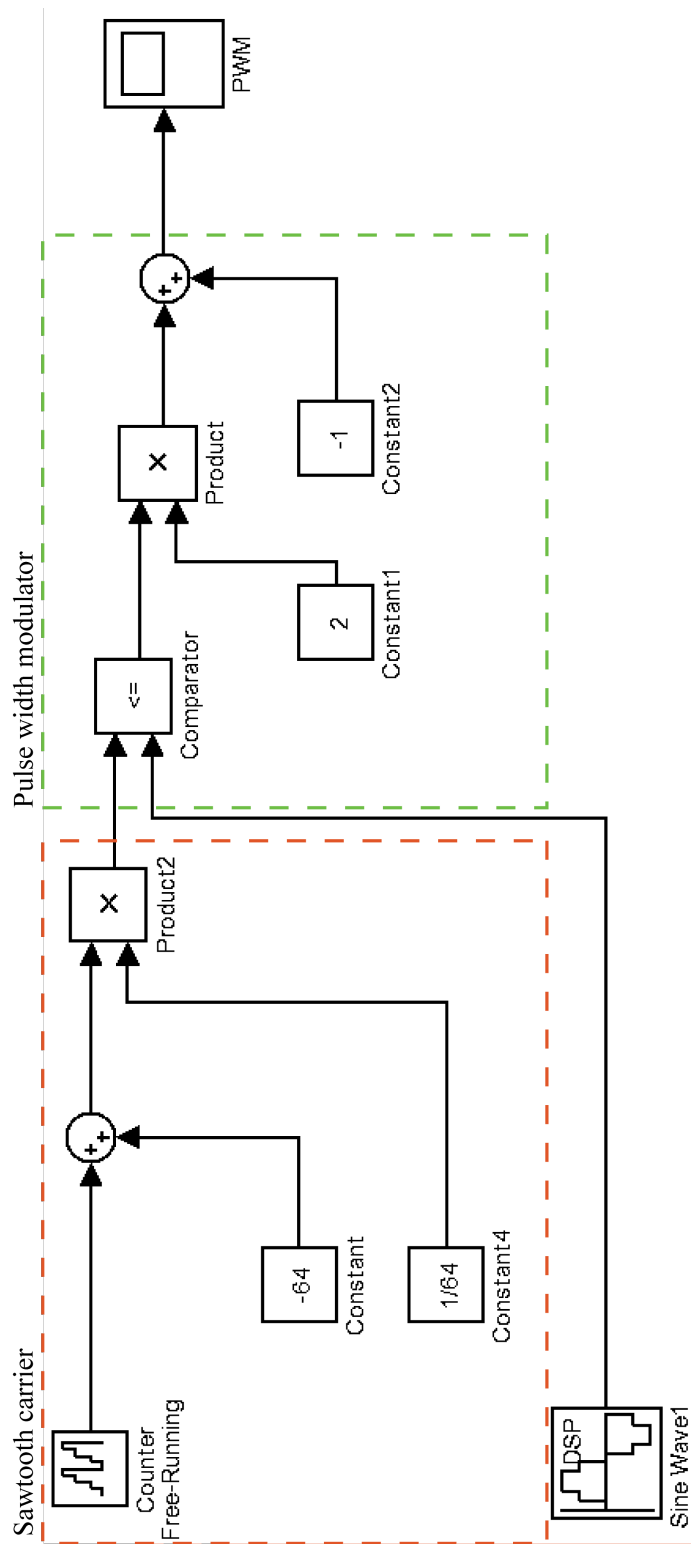 Sawtooth carrier
Pulse width modulator
Counter
Free-Running
+
+
-64
Constant
1/64
Constant4
×
Product2
<=
Comparator
2
Constant1
×
Product
-1
Constant2
+
+
PWM
DSP
Sine Wave1